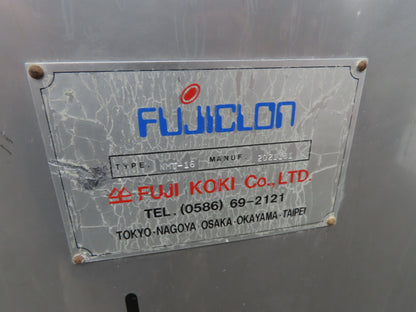 FUJICLON
TYPE MANUF.
FUJI KOKI Co., LTD.
TEL. (0586) 69-2121
TOKYO-NAGOYA OSAKA-OKAYAMA-TAIPEI